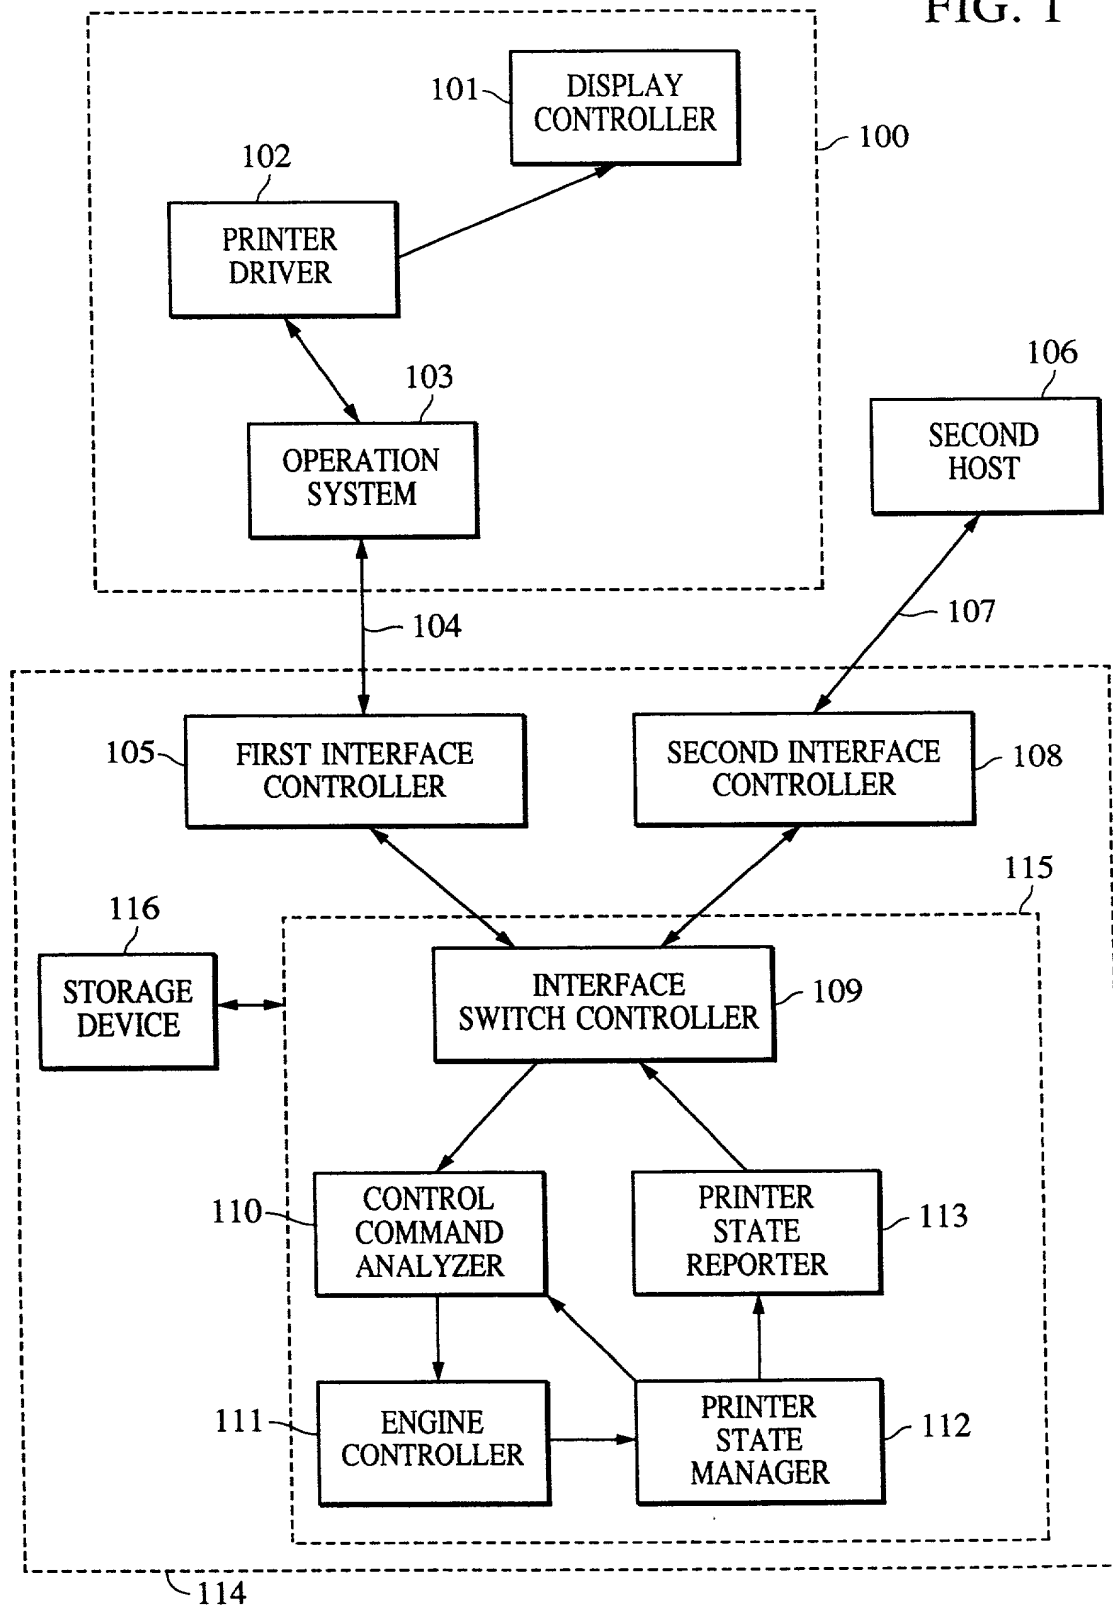 FIG. 1
DISPLAY
CONTROLLER
101
100
102
PRINTER
DRIVER
103
OPERATION
SYSTEM
106
SECOND
HOST
104
107
105
FIRST INTERFACE
CONTROLLER
SECOND INTERFACE
CONTROLLER
108
115
116
STORAGE
DEVICE
INTERFACE
SWITCH CONTROLLER
109
110
CONTROL
COMMAND
ANALYZER
PRINTER
STATE
REPORTER
113
111
ENGINE
CONTROLLER
PRINTER
STATE
MANAGER
112
114